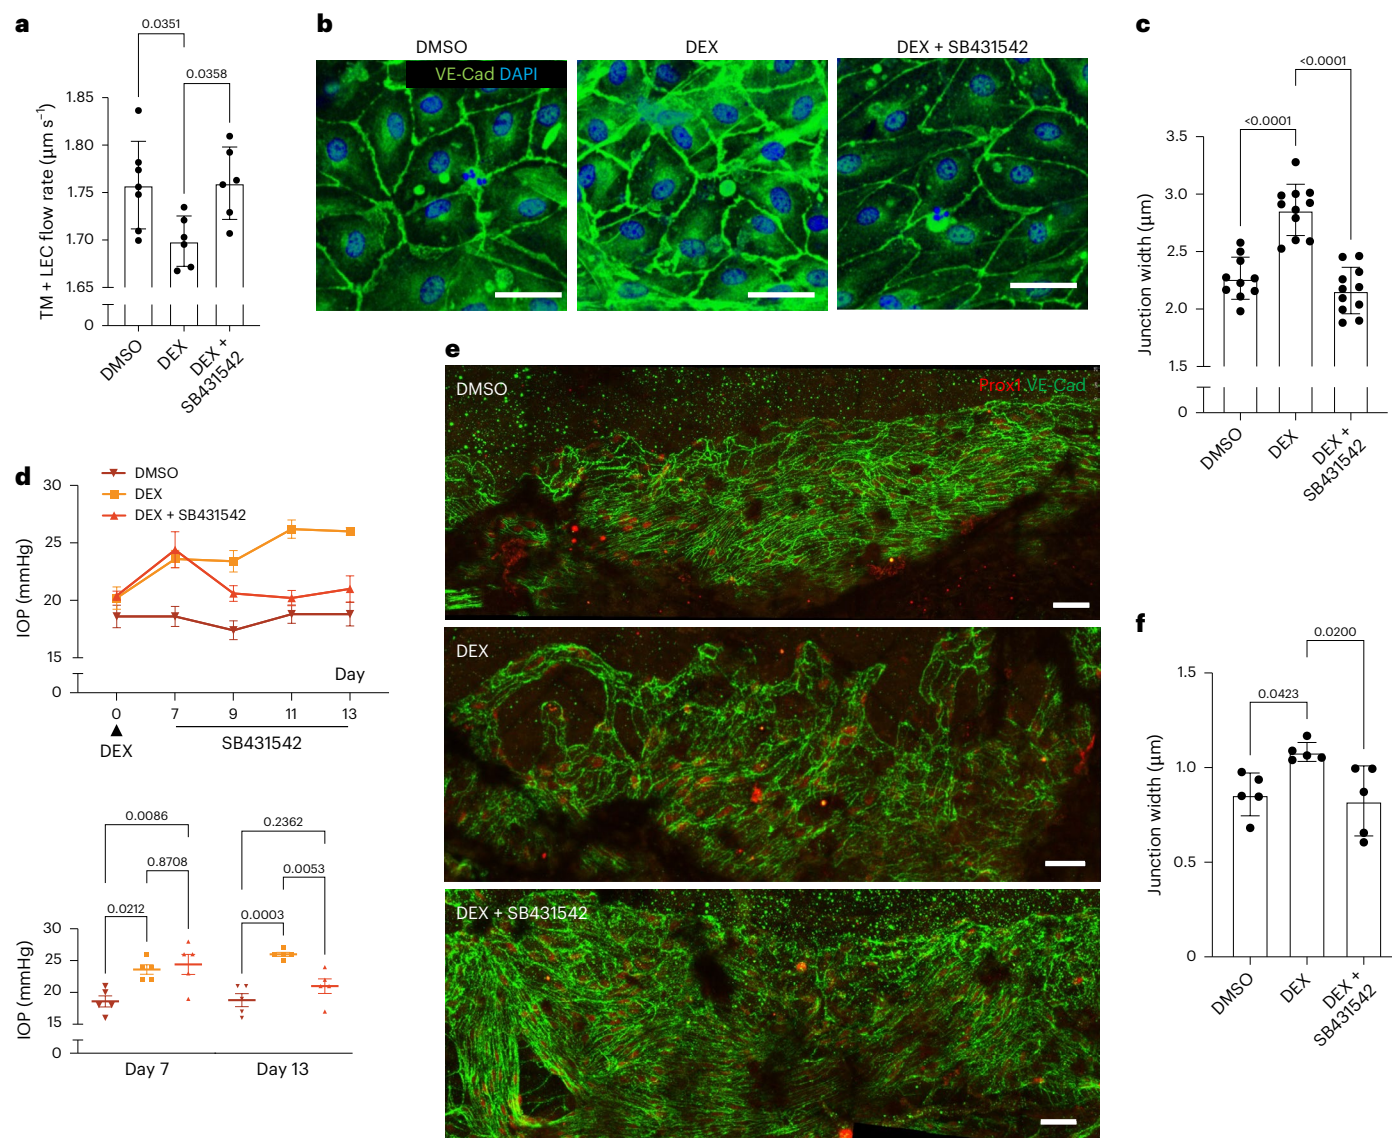 a
0.0351
0.0358
1.85
1.80
1.75
1.70
1.65
0
TM + LEC flow rate (µm s⁻¹)
DMSO
DEX
DEX +
SB431542
b
DMSO
DEX
DEX + SB431542
VE-Cad DAPI
c
<0.0001
<0.0001
3.5
3.0
2.5
2.0
1.5
0
Junction width (µm)
DMSO
DEX
DEX +
SB431542
d
DMSO
DEX
DEX + SB431542
30
25
20
15
0
IOP (mmHg)
Day
0
7
9
11
13
DEX
SB431542
0.0086
0.8708
0.0212
0.2362
0.0053
0.0003
30
25
20
15
0
IOP (mmHg)
Day 7
Day 13
e
DMSO
Prox1 VE-Cad
DEX
DEX + SB431542
f
0.0200
0.0423
1.5
1.0
0.5
0
Junction width (µm)
DMSO
DEX
DEX +
SB431542